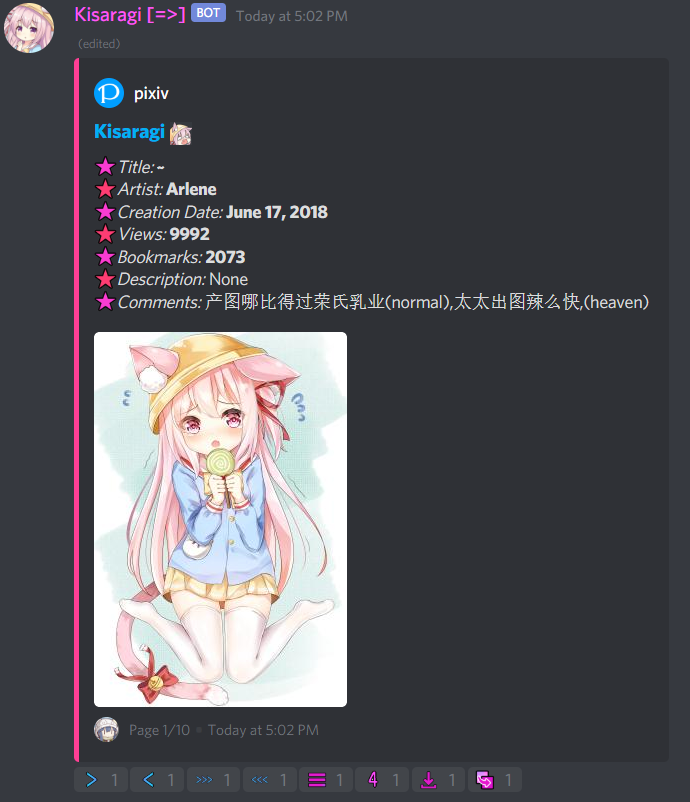 Kisaragi [=>] BOT Today at 5:02 PM
(edited)
pixiv
Kisaragi
Title: ~
Artist: Arlene
Creation Date: June 17, 2018
Views: 9992
Bookmarks: 2073
Description: None
Comments: 产图哪比得过荣氏乳业(normal),太太出图辣么快,(heaven)
Page 1/10 • Today at 5:02 PM
> 1 < 1 >>> 1 <<< 1 1 4 1 1 1